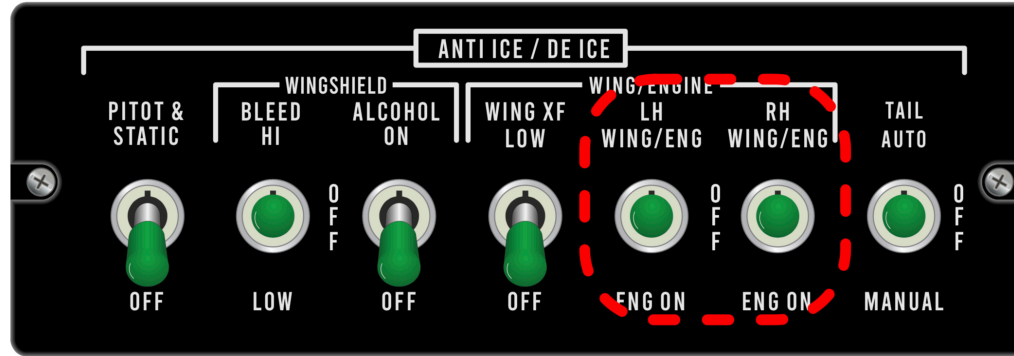 ANTI ICE / DE ICE
WINGSHIELD
WING/ENGINE
PITOT &
STATIC
BLEED
HI
ALCOHOL
ON
WING XF
LOW
LH
WING/ENG
RH
WING/ENG
TAIL
AUTO
OFF
OFF
OFF
OFF
LOW
OFF
OFF
ENG ON
ENG ON
MANUAL